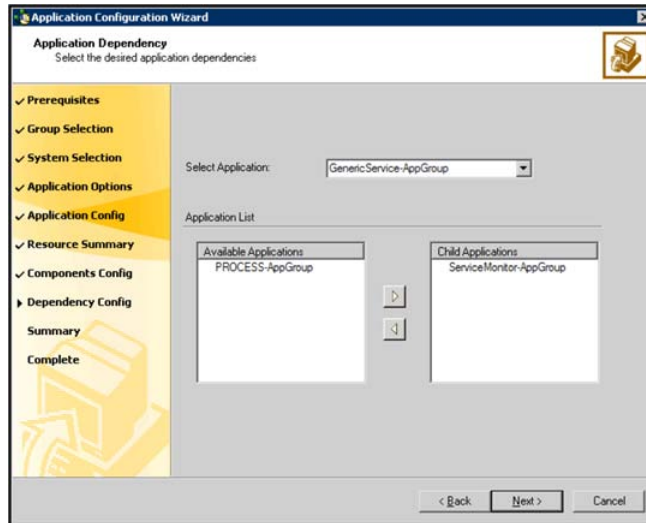 Application Configuration Wizard
Application Dependency
Select the desired application dependencies
Prerequisites
Group Selection
System Selection
Application Options
Application Config
Resource Summary
Components Config
Dependency Config
Summary
Complete
Select Application: GenericService-AppGroup
Application List
Available Applications
PROCESS-AppGroup
Child Applications
ServiceMonitor-AppGroup
< Back Next > Cancel